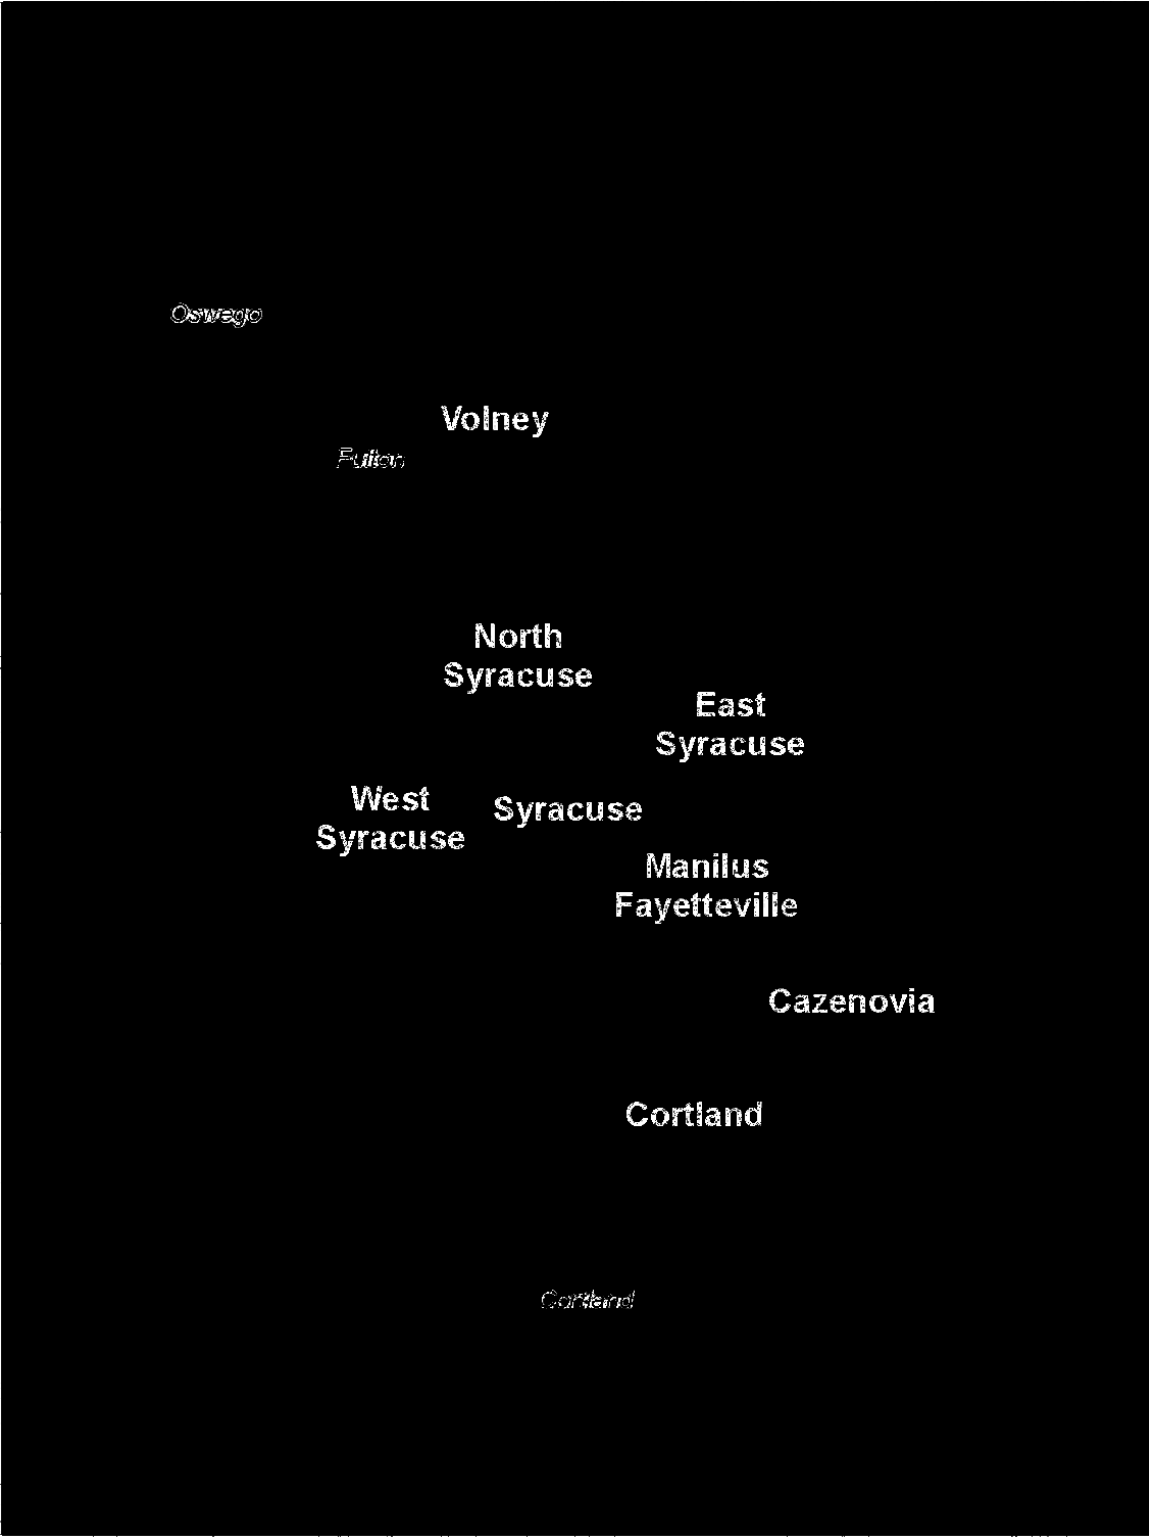 Oswego
Volney
Fulton
North
Syracuse
East
Syracuse
West
Syracuse
Syracuse
Manilus
Fayetteville
Cazenovia
Cortland
Cortland